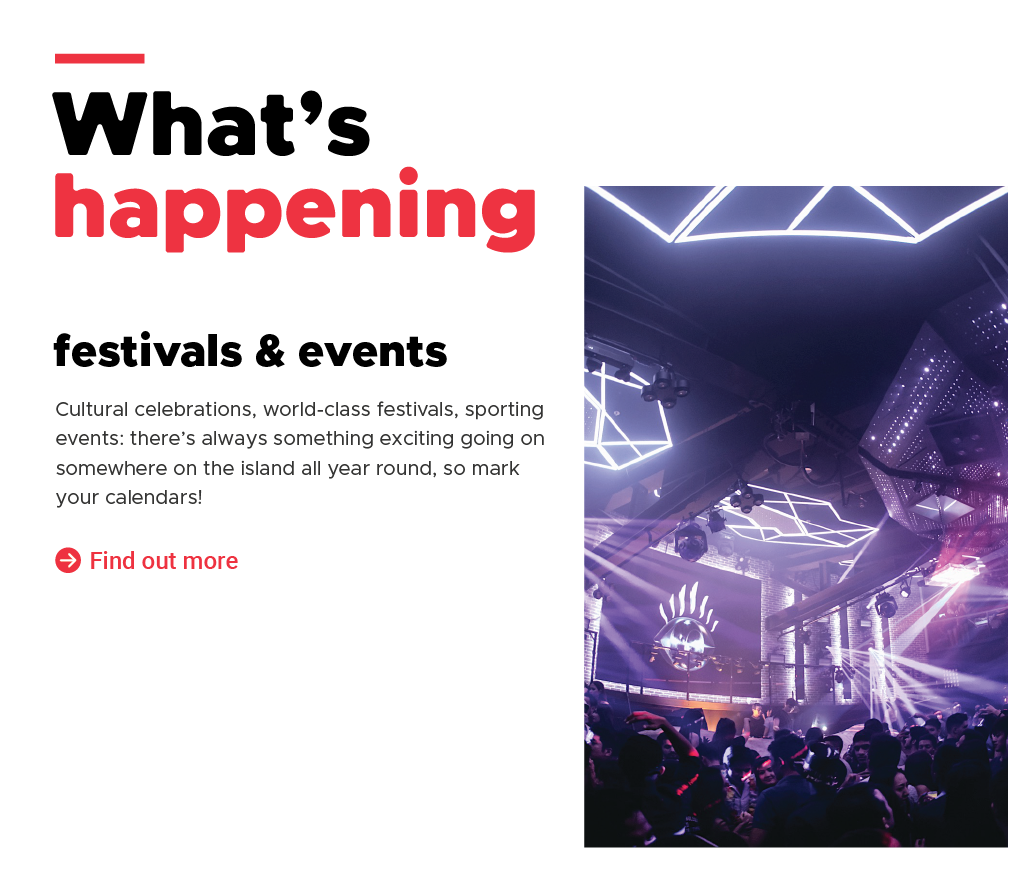 What’s
happening
festivals & events
Cultural celebrations, world-class festivals, sporting
events: there’s always something exciting going on
somewhere on the island all year round, so mark
your calendars!
Find out more